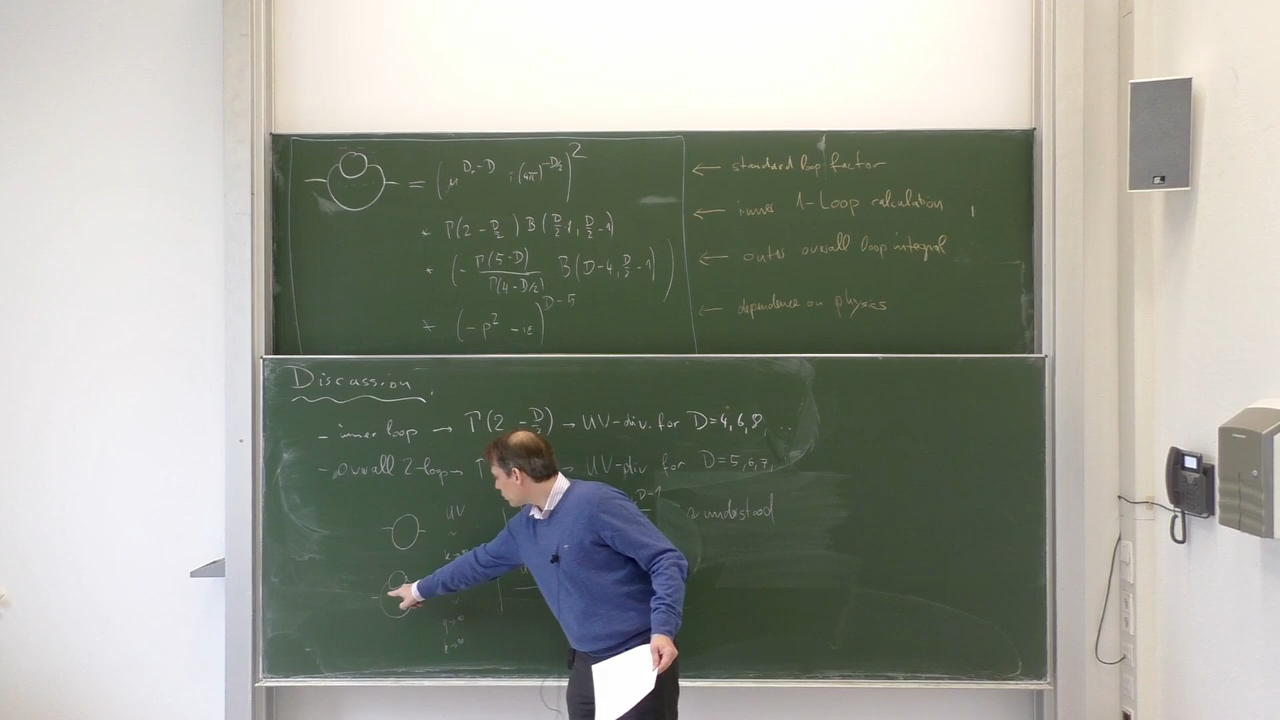 = (μ^{D₀-D} i(4π)^{-D/2})² ← standard loop factor
* Γ(2 - D/2) B(D/2-1, D/2-1) ← inner 1-Loop calculation
* (- Γ(5-D)/Γ(4-D/2) B(D-4, D/2-1)) ← outer overall loop integral
* (-p² - iε)^{D-5} ← dependence on physics
Discussion
- inner loop → Γ(2 - D/2) → UV-div. for D=4,6,8, ...
- overall 2-loop → Γ → UV-div for D=5,6,7,
UV D-1 understood